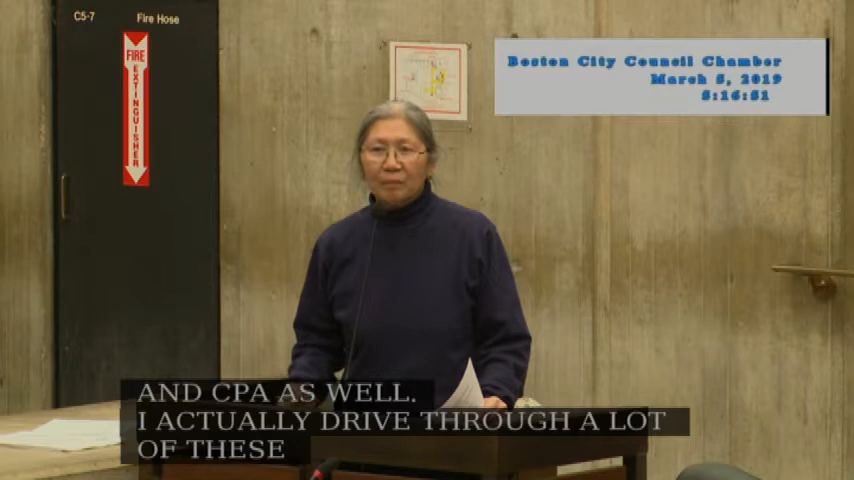 C5-7 Fire Hose
FIRE
EXTINGUISHER
Boston City Council Chamber
March 5, 2019
5:16:51
AND CPA AS WELL.
I ACTUALLY DRIVE THROUGH A LOT
OF THESE